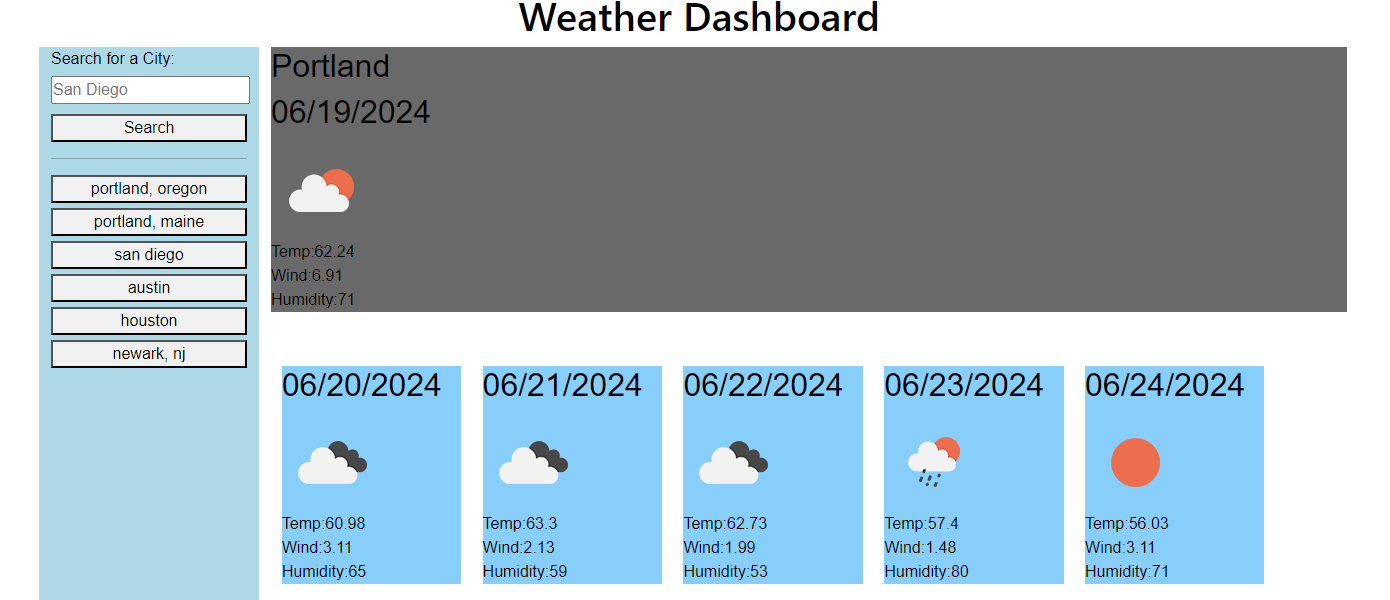 Weather Dashboard
Search for a City:
San Diego
Search
portland, oregon
portland, maine
san diego
austin
houston
newark, nj
Portland
06/19/2024
Temp:62.24
Wind:6.91
Humidity:71
06/20/2024
Temp:60.98
Wind:3.11
Humidity:65
06/21/2024
Temp:63.3
Wind:2.13
Humidity:59
06/22/2024
Temp:62.73
Wind:1.99
Humidity:53
06/23/2024
Temp:57.4
Wind:1.48
Humidity:80
06/24/2024
Temp:56.03
Wind:3.11
Humidity:71